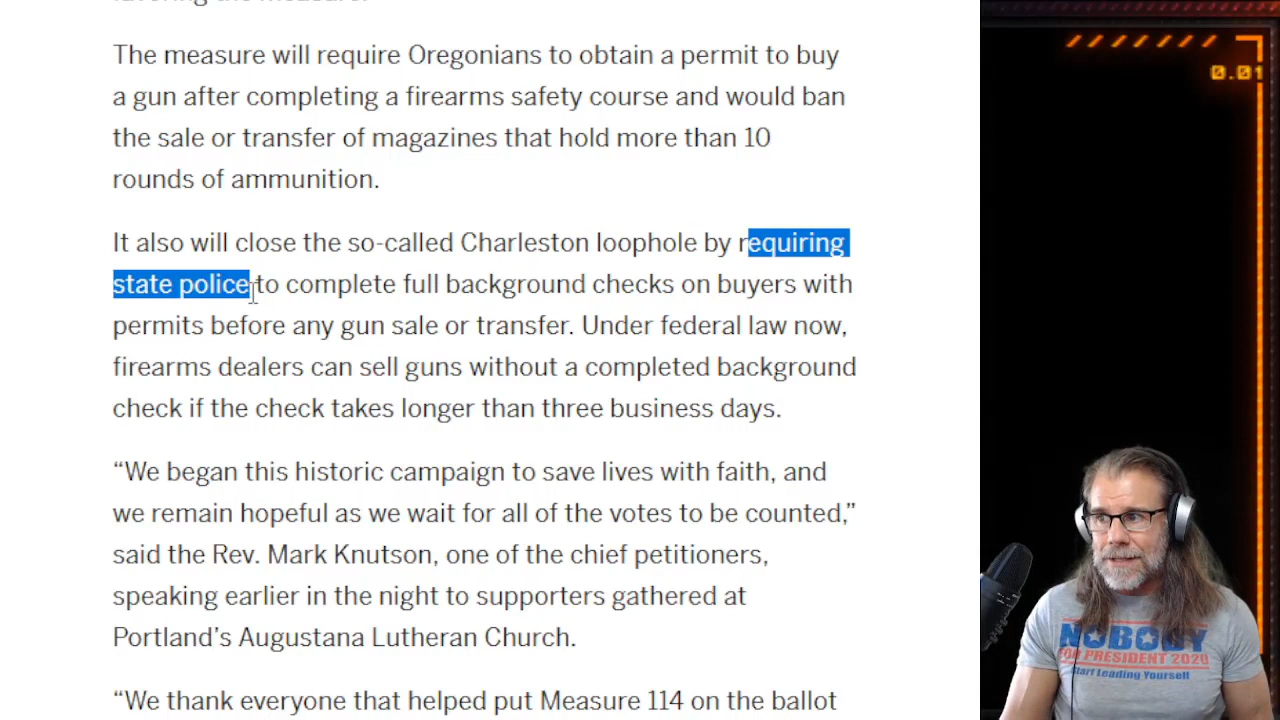 The measure will require Oregonians to obtain a permit to buy
a gun after completing a firearms safety course and would ban
the sale or transfer of magazines that hold more than 10
rounds of ammunition.
It also will close the so-called Charleston loophole by requiring
state police to complete full background checks on buyers with
permits before any gun sale or transfer. Under federal law now,
firearms dealers can sell guns without a completed background
check if the check takes longer than three business days.
“We began this historic campaign to save lives with faith, and
we remain hopeful as we wait for all of the votes to be counted,”
said the Rev. Mark Knutson, one of the chief petitioners,
speaking earlier in the night to supporters gathered at
Portland’s Augustana Lutheran Church.
“We thank everyone that helped put Measure 114 on the ballot
0.01
NOBODY
FOR PRESIDENT 2020
Start Leading Yourself